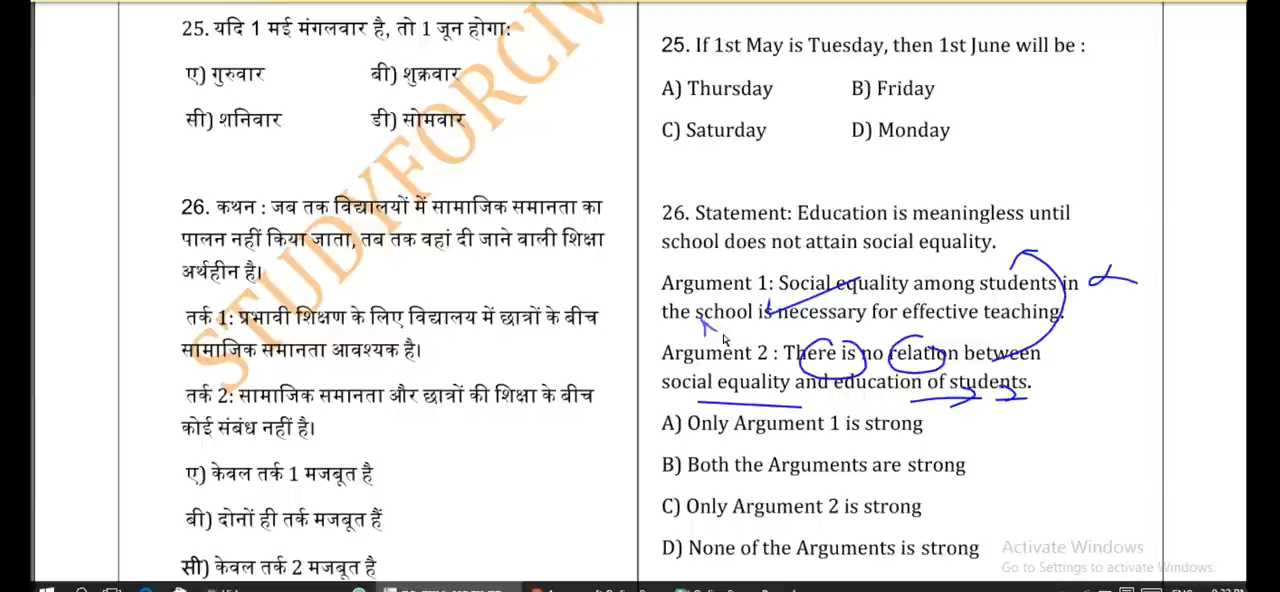 25. यदि 1 मई मंगलवार है, तो 1 जून होगा:
ए) गुरुवार बी) शुक्रवार
सी) शनिवार डी) सोमवार
26. कथन : जब तक विद्यालयों में सामाजिक समानता का
पालन नहीं किया जाता, तब तक वहां दी जाने वाली शिक्षा
अर्थहीन है।
तर्क 1: प्रभावी शिक्षण के लिए विद्यालय में छात्रों के बीच
सामाजिक समानता आवश्यक है।
तर्क 2: सामाजिक समानता और छात्रों की शिक्षा के बीच
कोई संबंध नहीं है।
ए) केवल तर्क 1 मजबूत है
बी) दोनों ही तर्क मजबूत हैं
सी) केवल तर्क 2 मजबूत है
STUDYFORCIV
25. If 1st May is Tuesday, then 1st June will be :
A) Thursday B) Friday
C) Saturday D) Monday
26. Statement: Education is meaningless until
school does not attain social equality.
Argument 1: Social equality among students in
the school is necessary for effective teaching.
Argument 2 : There is no relation between
social equality and education of students.
A) Only Argument 1 is strong
B) Both the Arguments are strong
C) Only Argument 2 is strong
D) None of the Arguments is strong
Activate Windows
Go to Settings to activate Windows.